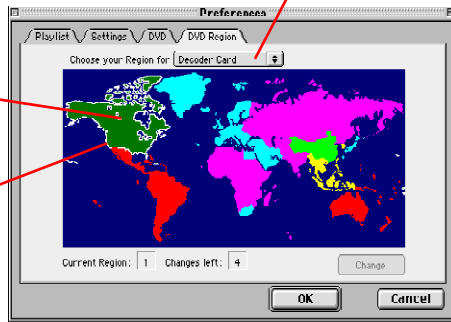 Preferences
Playlist Settings DVD DVD Region
Choose your Region for Decoder Card
Current Region: 1 Changes left: 4
Change
OK Cancel